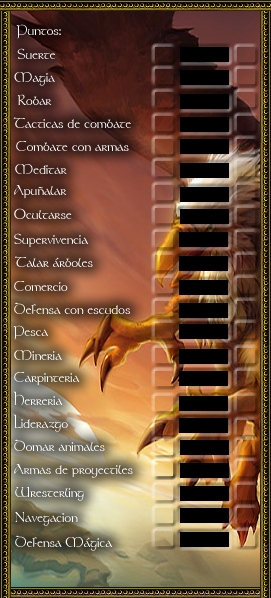 Puntos:
Suerte
Magia
Robar
Tacticas de combate
Combate con armas
Meditar
Apuñalar
Ocultarse
Supervivencia
Talar árboles
Comercio
Defensa con escudos
Pesca
Mineria
Carpinteria
Herreria
Liderazgo
Domar animales
Armas de proyectiles
Wresterling
Navegacion
Defensa Mágica